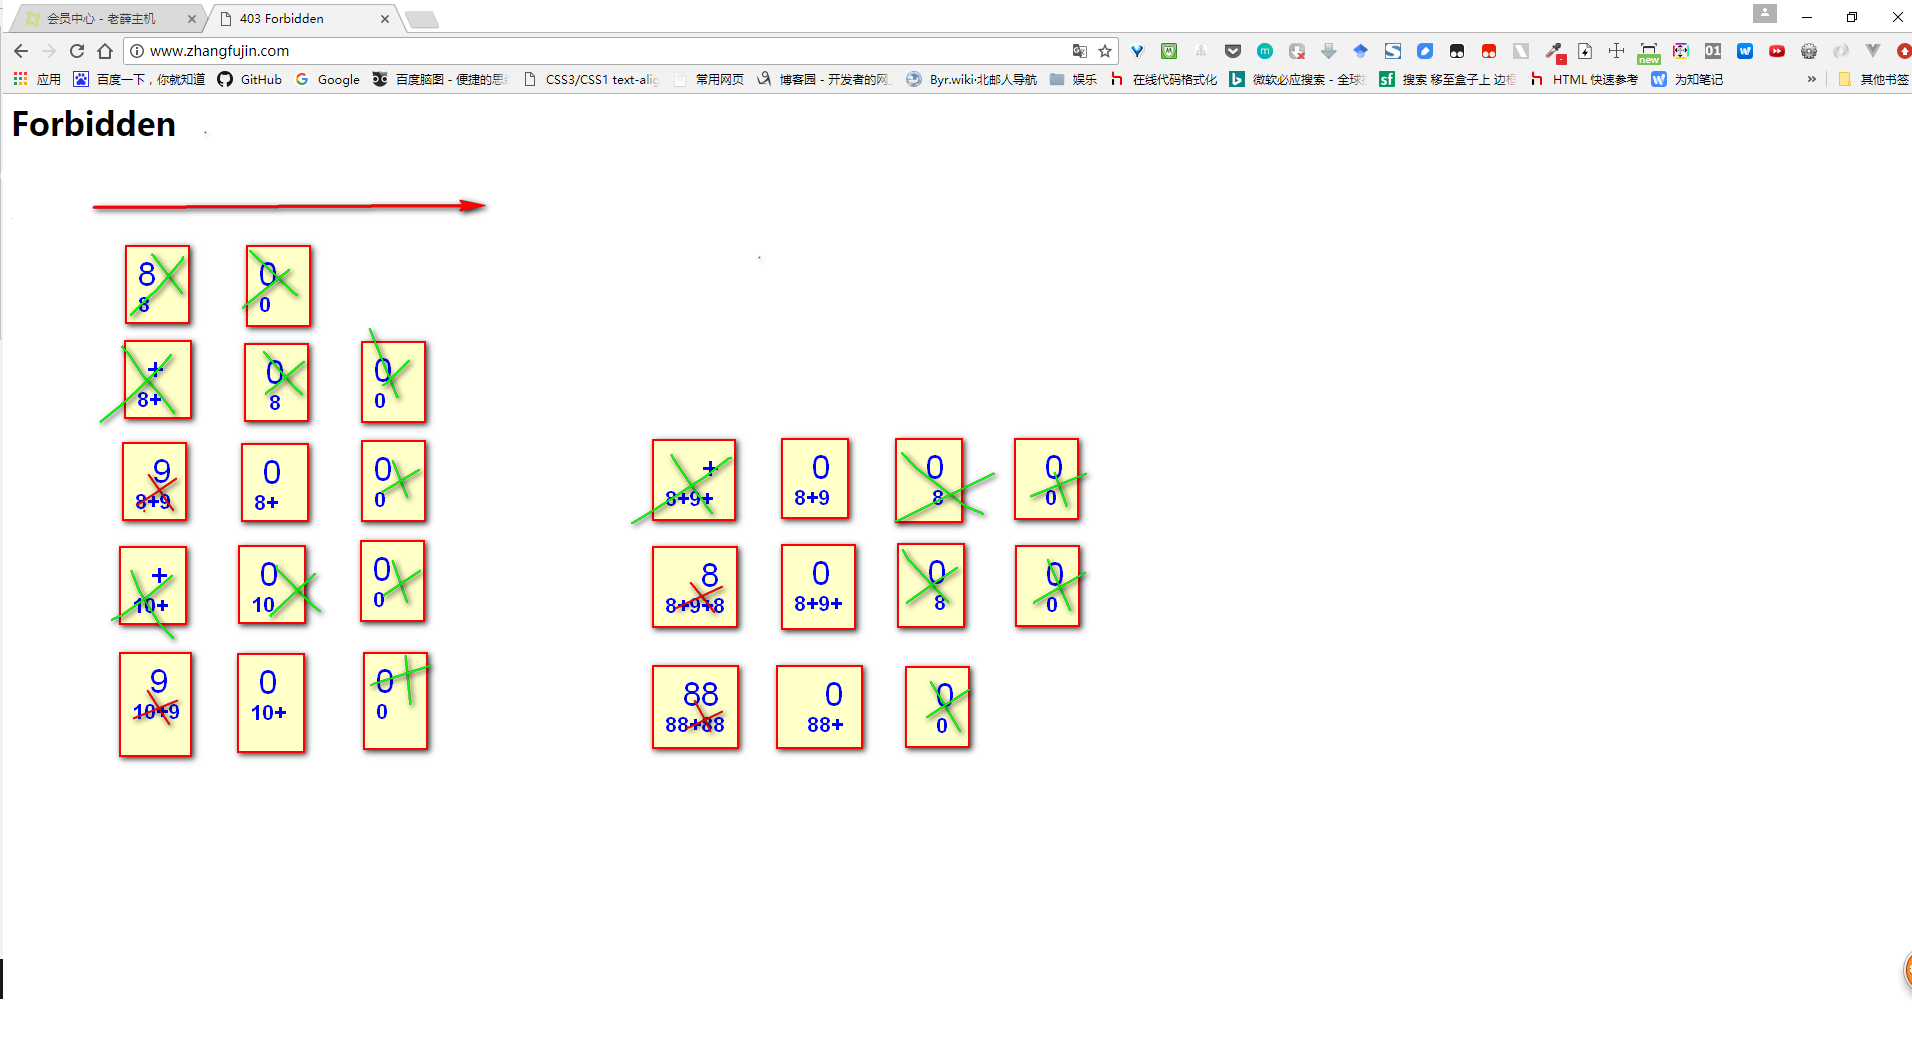 会员中心 - 老薛主机
403 Forbidden
www.zhangfujin.com
应用 百度一下，你就知道 GitHub Google 百度脑图 - 便捷的思 CSS3/CSS1 text-alig 常用网页 博客园 - 开发者的网 Byr.wiki·北邮人导航 娱乐 在线代码格式化 微软必应搜索 - 全球 搜索 移至盒子上 边框 HTML 快速参考 为知笔记 » 其他书签
new
01
Forbidden
8 0
8 0
+ 0 0
8+ 8 0
9 0 0
8+9 8+ 0
+ 0 0
10+ 10 0
9 0 0
10+9 10+ 0
+ 0 0 0
8+9+ 8+9 8 0
8 0 0 0
8+9+8 8+9+ 8 0
88 0 0
88+88 88+ 0